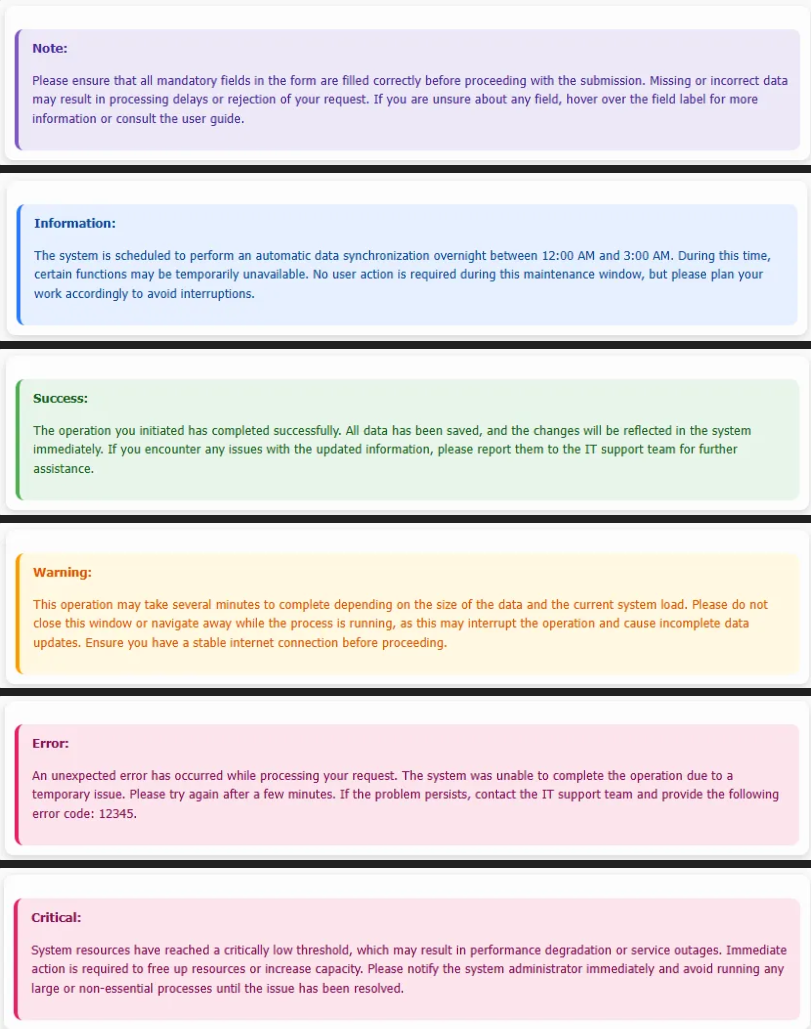 Note:
Please ensure that all mandatory fields in the form are filled correctly before proceeding with the submission. Missing or incorrect data
may result in processing delays or rejection of your request. If you are unsure about any field, hover over the field label for more
information or consult the user guide.
Information:
The system is scheduled to perform an automatic data synchronization overnight between 12:00 AM and 3:00 AM. During this time,
certain functions may be temporarily unavailable. No user action is required during this maintenance window, but please plan your
work accordingly to avoid interruptions.
Success:
The operation you initiated has completed successfully. All data has been saved, and the changes will be reflected in the system
immediately. If you encounter any issues with the updated information, please report them to the IT support team for further
assistance.
Warning:
This operation may take several minutes to complete depending on the size of the data and the current system load. Please do not
close this window or navigate away while the process is running, as this may interrupt the operation and cause incomplete data
updates. Ensure you have a stable internet connection before proceeding.
Error:
An unexpected error has occurred while processing your request. The system was unable to complete the operation due to a
temporary issue. Please try again after a few minutes. If the problem persists, contact the IT support team and provide the following
error code: 12345.
Critical:
System resources have reached a critically low threshold, which may result in performance degradation or service outages. Immediate
action is required to free up resources or increase capacity. Please notify the system administrator immediately and avoid running any
large or non-essential processes until the issue has been resolved.